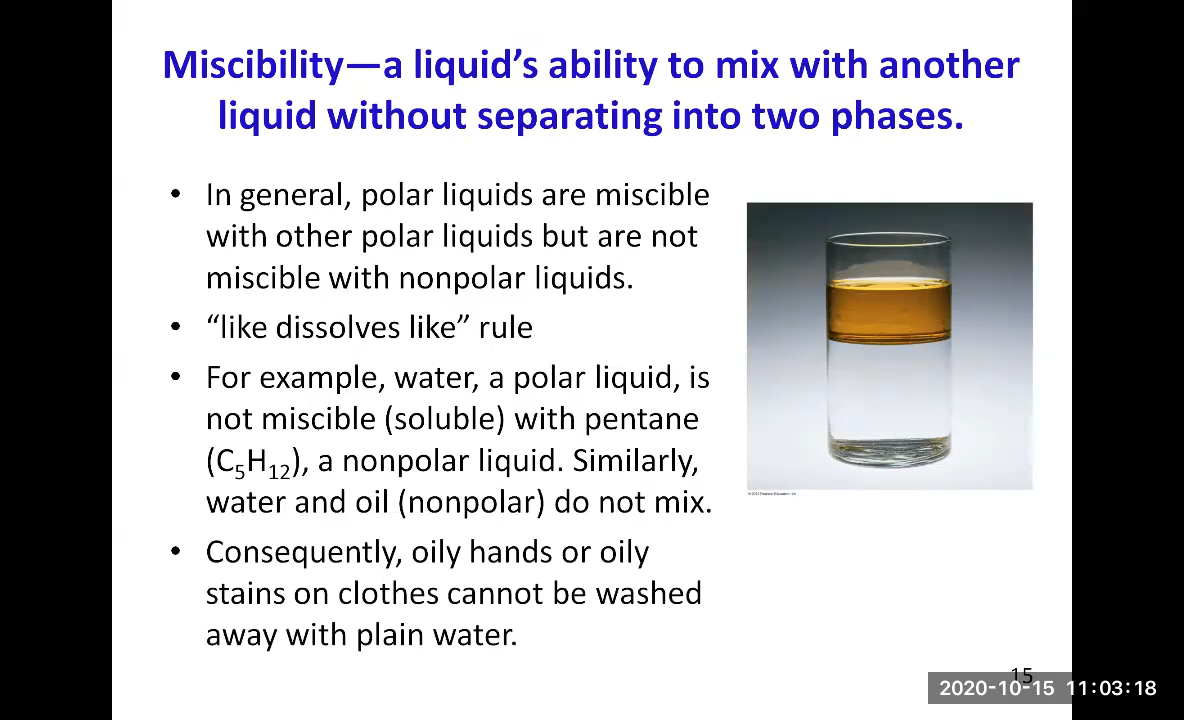 Miscibility—a liquid's ability to mix with another
liquid without separating into two phases.
• In general, polar liquids are miscible
with other polar liquids but are not
miscible with nonpolar liquids.
• “like dissolves like” rule
• For example, water, a polar liquid, is
not miscible (soluble) with pentane
(C₅H₁₂), a nonpolar liquid. Similarly,
water and oil (nonpolar) do not mix.
• Consequently, oily hands or oily
stains on clothes cannot be washed
away with plain water.
© 2012 Pearson Education, Inc.
15
2020-10-15 11:03:18